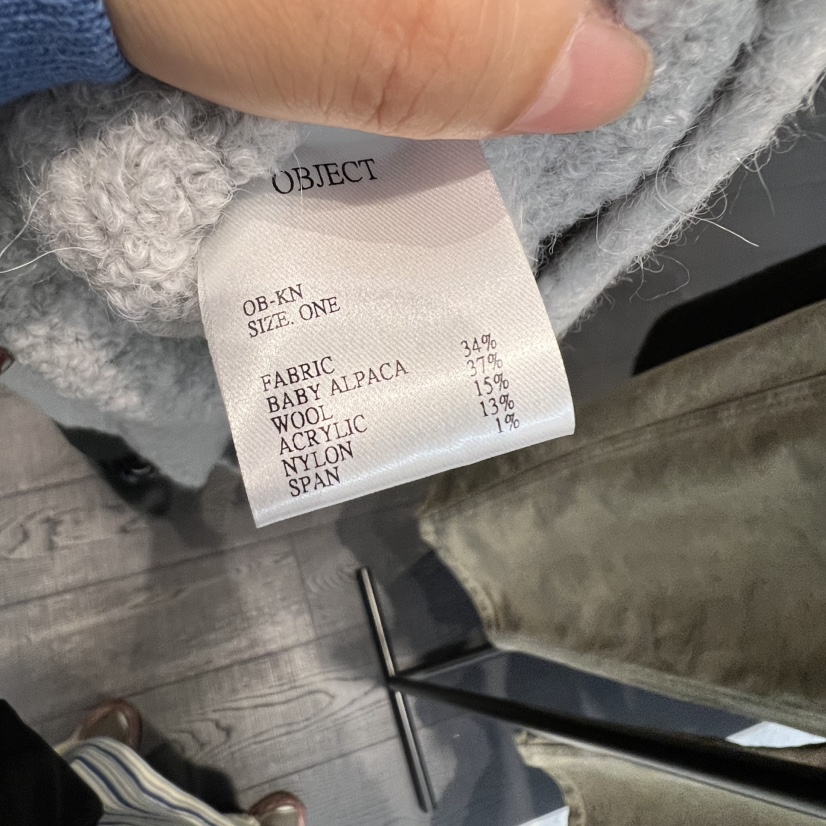 OBJECT
OB-KN
SIZE. ONE
FABRIC
BABY ALPACA 34%
WOOL 37%
ACRYLIC 15%
NYLON 13%
SPAN 1%